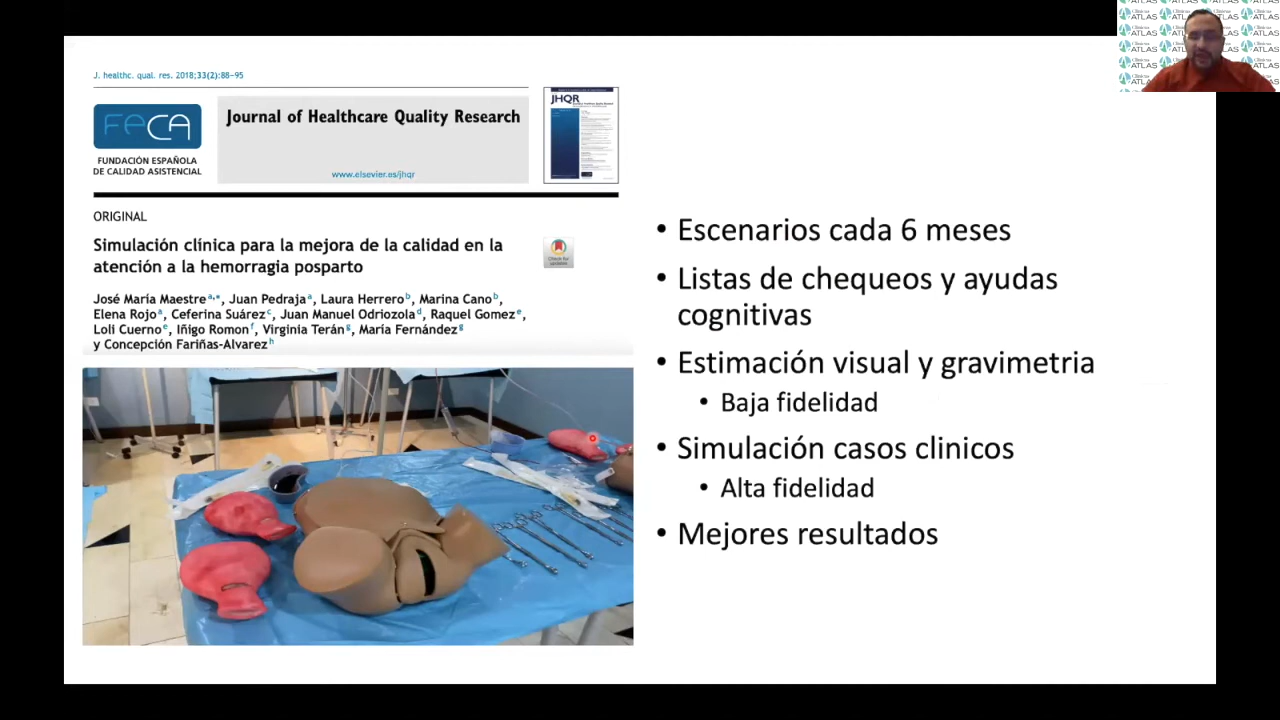 J. healthc. qual. res. 2018;33(2):88-95
FECA
FUNDACIÓN ESPAÑOLA
DE CALIDAD ASISTENCIAL
Journal of Healthcare Quality Research
www.elsevier.es/jhqr
JHQR
ORIGINAL
Simulación clínica para la mejora de la calidad en la
atención a la hemorragia posparto
Check for
updates
José María Maestre a,*, Juan Pedraja a, Laura Herrero b, Marina Cano b,
Elena Rojo a, Ceferina Suárez c, Juan Manuel Odriozola d, Raquel Gomez e,
Loli Cuerno e, Iñigo Romon f, Virginia Terán g, María Fernández g
y Concepción Fariñas-Alvarez h
• Escenarios cada 6 meses
• Listas de chequeos y ayudas
cognitivas
• Estimación visual y gravimetria
• Baja fidelidad
• Simulación casos clinicos
• Alta fidelidad
• Mejores resultados
Clínicas
ATLAS